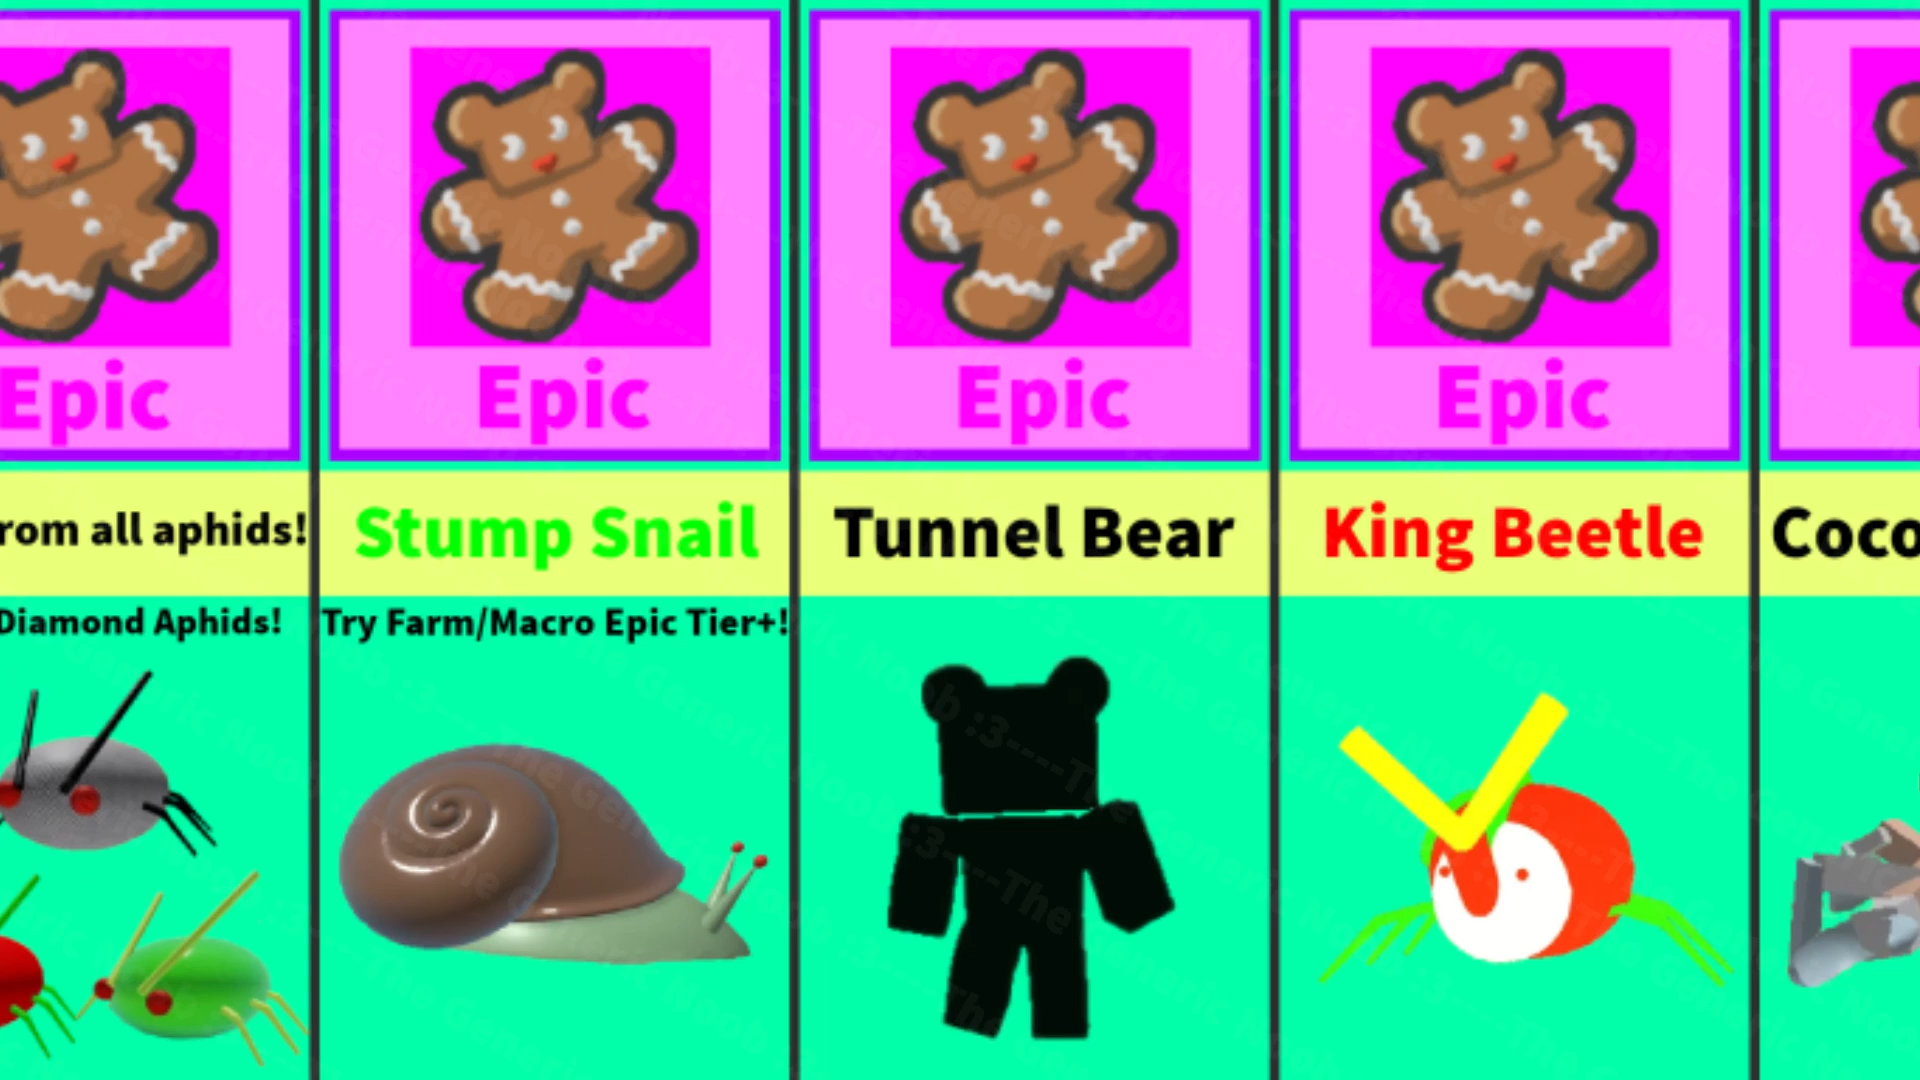 Epic
Epic
Epic
Epic
rom all aphids!
Stump Snail
Tunnel Bear
King Beetle
Coco
Diamond Aphids!
Try Farm/Macro Epic Tier+!